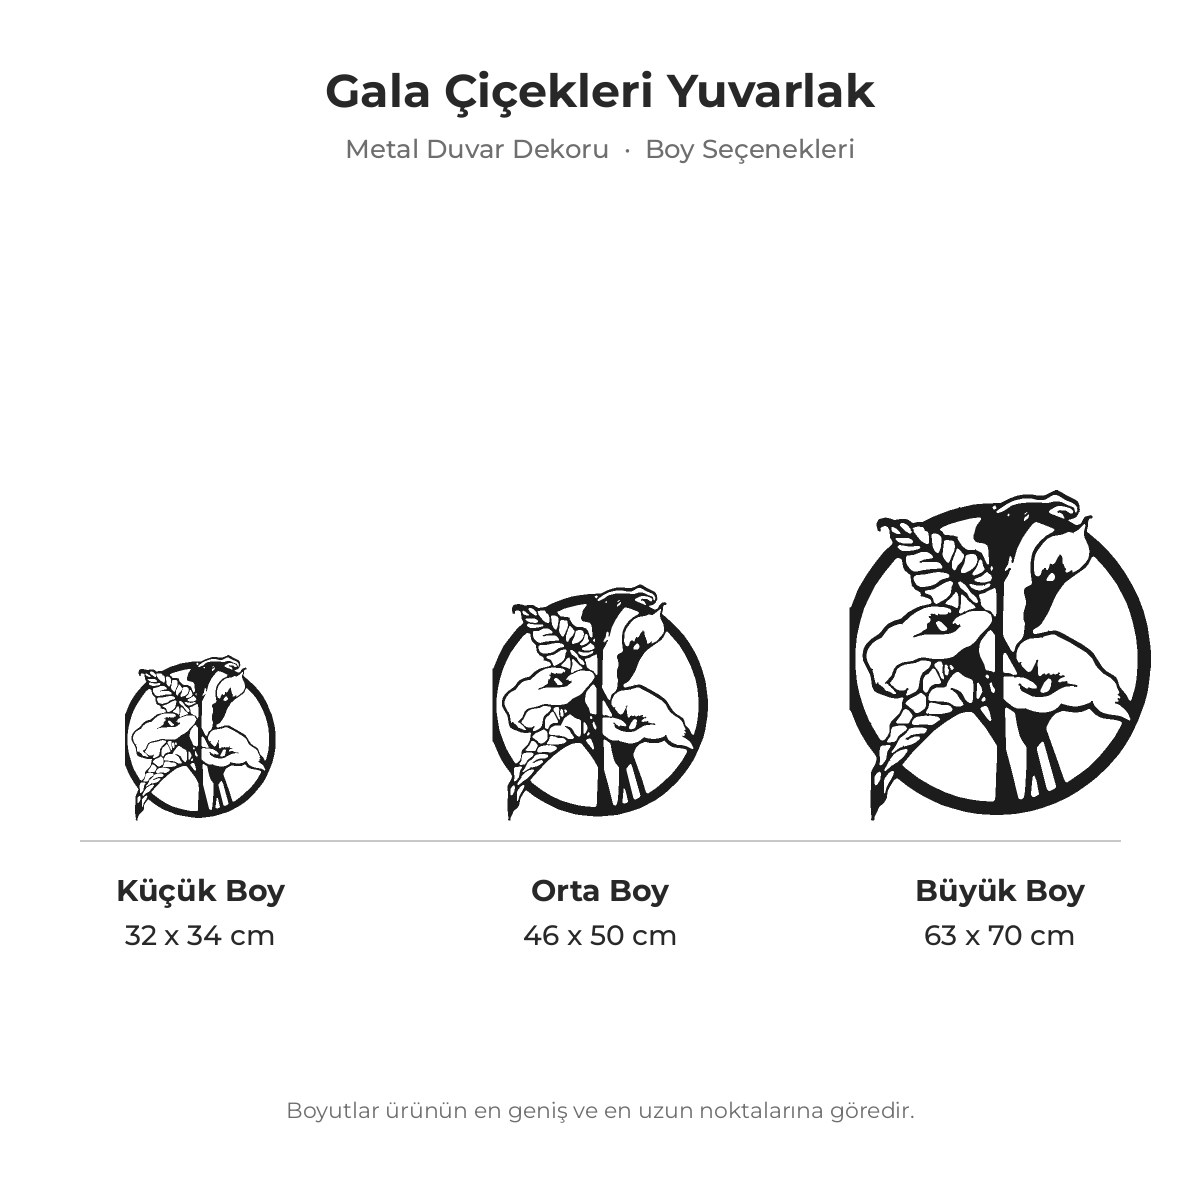 Gala Çiçekleri Yuvarlak
Metal Duvar Dekoru · Boy Seçenekleri
Küçük Boy
32 x 34 cm
Orta Boy
46 x 50 cm
Büyük Boy
63 x 70 cm
Boyutlar ürünün en geniş ve en uzun noktalarına göredir.